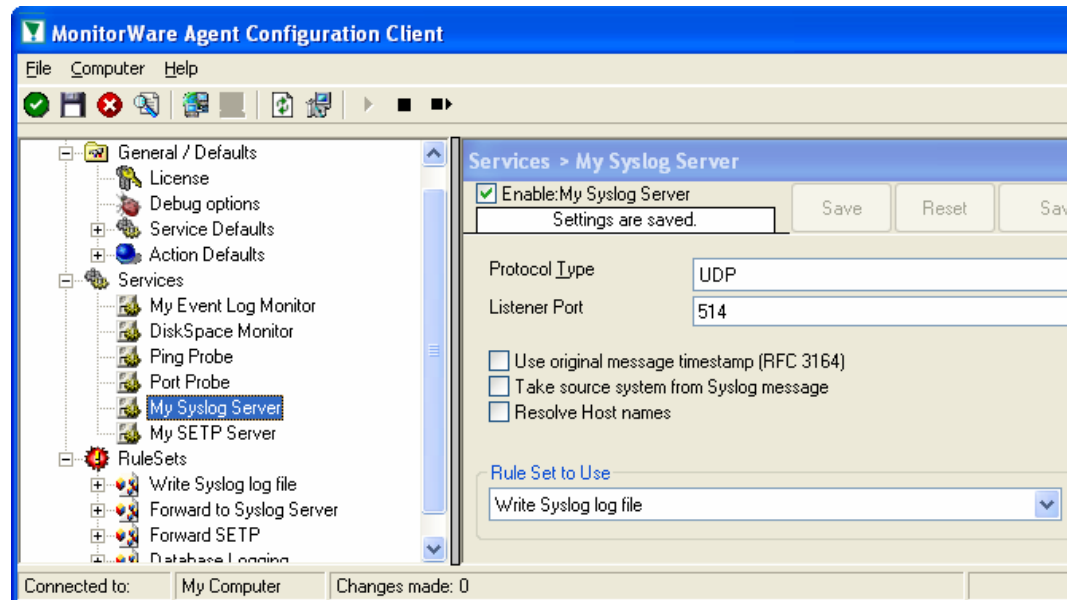 MonitorWare Agent Configuration Client
File Computer Help
General / Defaults
License
Debug options
Service Defaults
Action Defaults
Services
My Event Log Monitor
DiskSpace Monitor
Ping Probe
Port Probe
My Syslog Server
My SETP Server
RuleSets
Write Syslog log file
Forward to Syslog Server
Forward SETP
Database Logging
Services > My Syslog Server
Enable:My Syslog Server
Settings are saved.
Save Reset Sav
Protocol Type UDP
Listener Port 514
Use original message timestamp (RFC 3164)
Take source system from Syslog message
Resolve Host names
Rule Set to Use
Write Syslog log file
Connected to: My Computer Changes made: 0